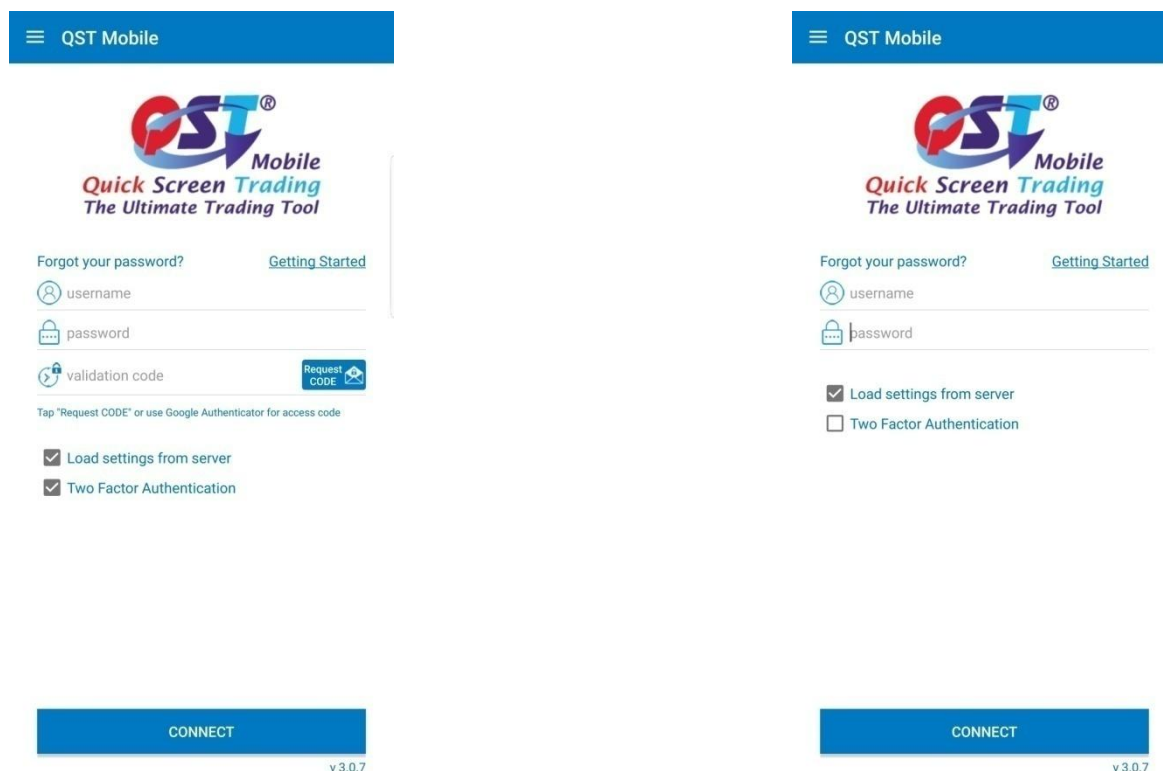 QST Mobile
QST®
Mobile
Quick Screen Trading
The Ultimate Trading Tool
Forgot your password? Getting Started
username
password
validation code
Request
CODE
Tap "Request CODE" or use Google Authenticator for access code
Load settings from server
Two Factor Authentication
CONNECT
v 3.0.7
QST Mobile
QST®
Mobile
Quick Screen Trading
The Ultimate Trading Tool
Forgot your password? Getting Started
username
password
Load settings from server
Two Factor Authentication
CONNECT
v 3.0.7